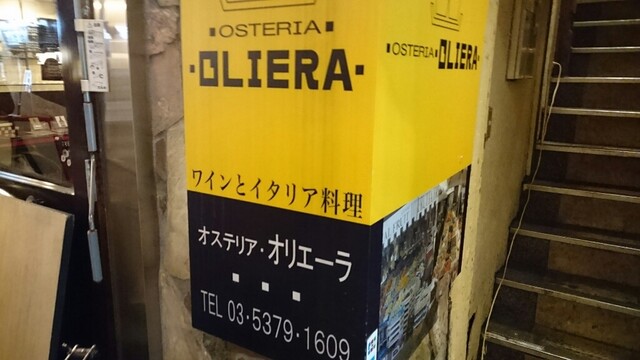 OSTERIA
·OLIERA·
ワインとイタリア料理
オステリア・オリエーラ
TEL 03·5379·1609
OSTERIA
·OLIERA·